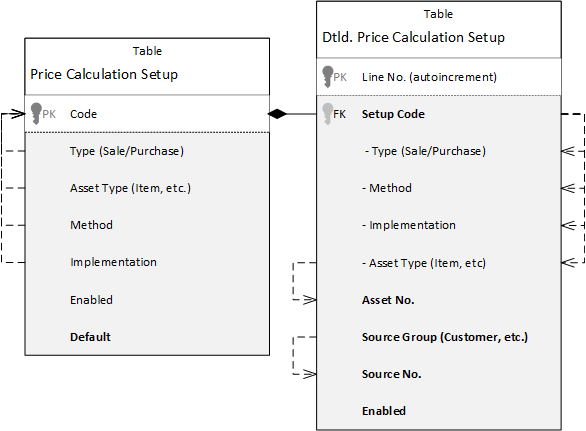 Table
Price Calculation Setup
PK Code
Type (Sale/Purchase)
Asset Type (Item, etc.)
Method
Implementation
Enabled
Default
Table
Dtld. Price Calculation Setup
PK Line No. (autoincrement)
FK Setup Code
- Type (Sale/Purchase)
- Method
- Implementation
- Asset Type (Item, etc)
Asset No.
Source Group (Customer, etc.)
Source No.
Enabled